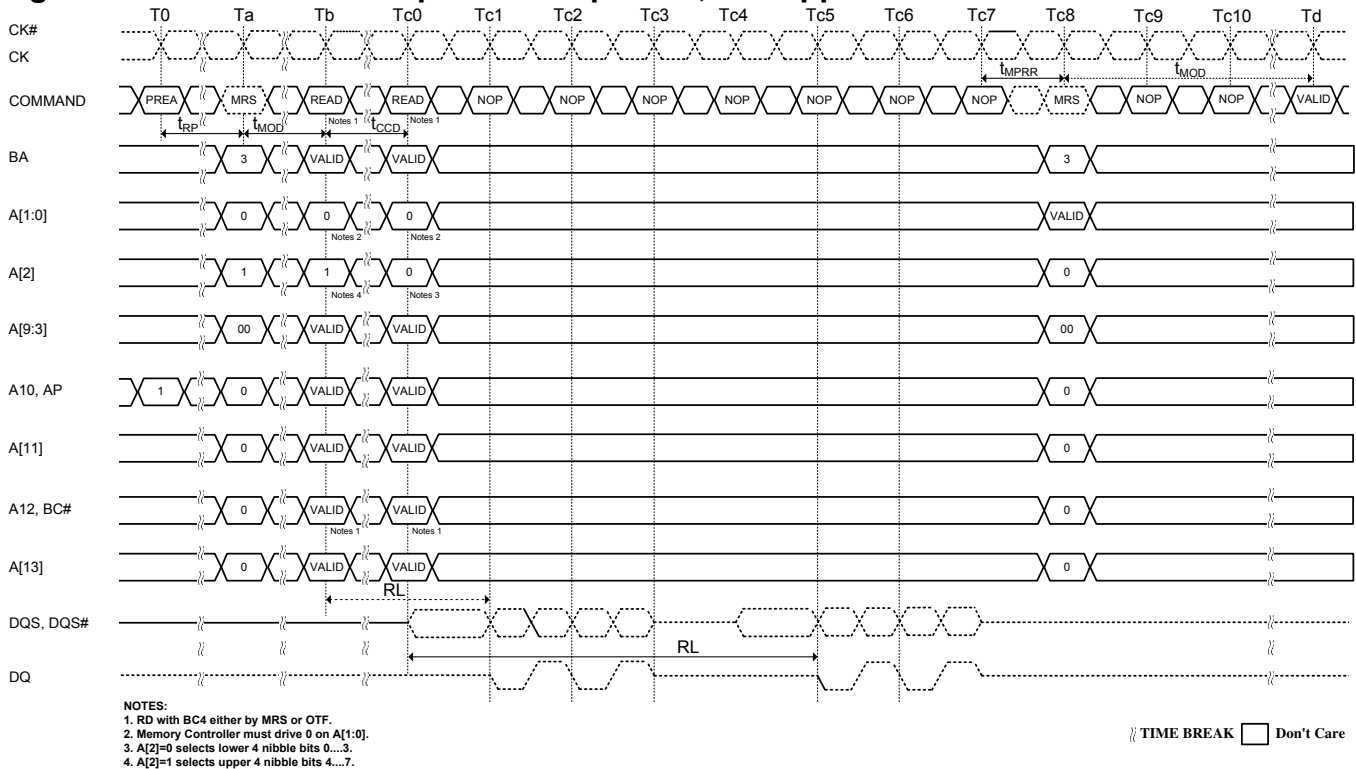 T0 Ta Tb Tc0 Tc1 Tc2 Tc3 Tc4 Tc5 Tc6 Tc7 Tc8 Tc9 Tc10 Td
CK#
CK
tMPRR tMOD
COMMAND PREA MRS READ READ NOP NOP NOP NOP NOP NOP NOP MRS NOP NOP VALID
Notes 1 Notes 1
tRP tMOD tCCD
BA 3 VALID VALID 3
A[1:0] 0 0 0 VALID
Notes 2 Notes 2
A[2] 1 1 0 0
Notes 4 Notes 3
A[9:3] 00 VALID VALID 00
A10, AP 1 0 VALID VALID 0
A[11] 0 VALID VALID 0
A12, BC# 0 VALID VALID 0
Notes 1 Notes 1
A[13] 0 VALID VALID 0
RL
DQS, DQS#
RL
DQ
NOTES:
1. RD with BC4 either by MRS or OTF.
2. Memory Controller must drive 0 on A[1:0].
3. A[2]=0 selects lower 4 nibble bits 0....3.
4. A[2]=1 selects upper 4 nibble bits 4....7.
TIME BREAK Don't Care